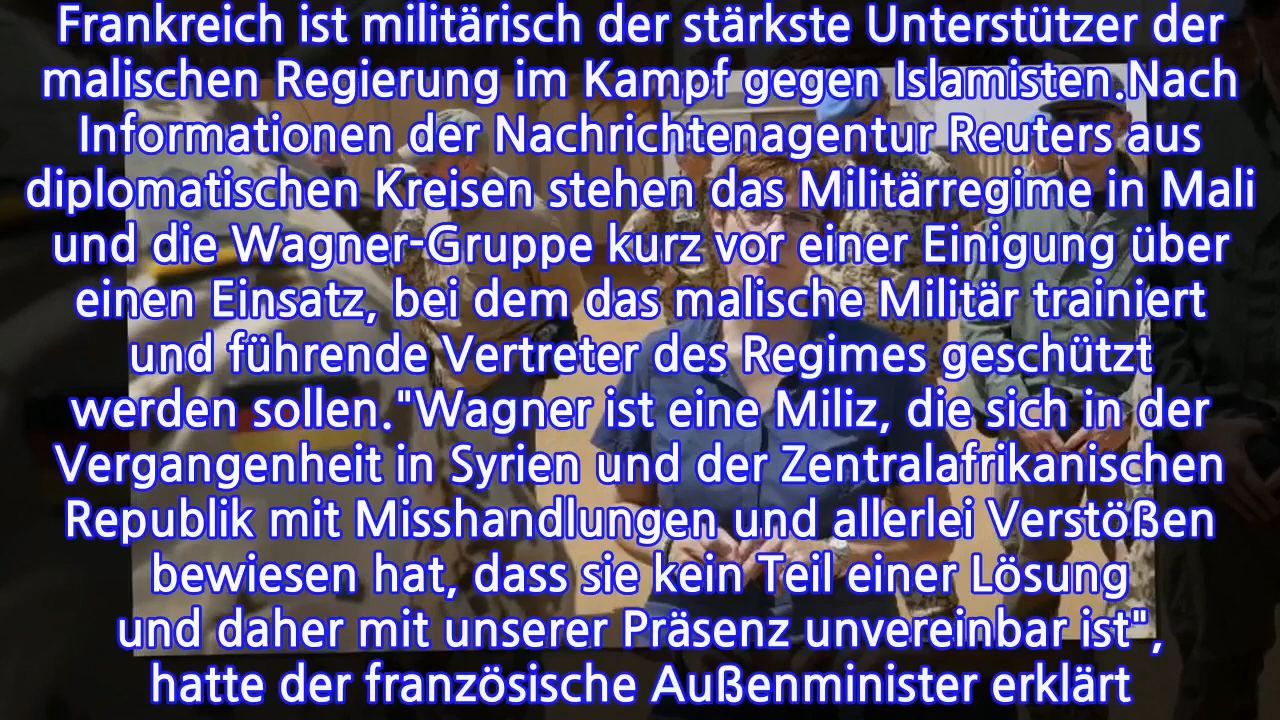 Frankreich ist militärisch der stärkste Unterstützer der
malischen Regierung im Kampf gegen Islamisten.Nach
Informationen der Nachrichtenagentur Reuters aus
diplomatischen Kreisen stehen das Militärregime in Mali
und die Wagner-Gruppe kurz vor einer Einigung über
einen Einsatz, bei dem das malische Militär trainiert
und führende Vertreter des Regimes geschützt
werden sollen."Wagner ist eine Miliz, die sich in der
Vergangenheit in Syrien und der Zentralafrikanischen
Republik mit Misshandlungen und allerlei Verstößen
bewiesen hat, dass sie kein Teil einer Lösung
und daher mit unserer Präsenz unvereinbar ist",
hatte der französische Außenminister erklärt